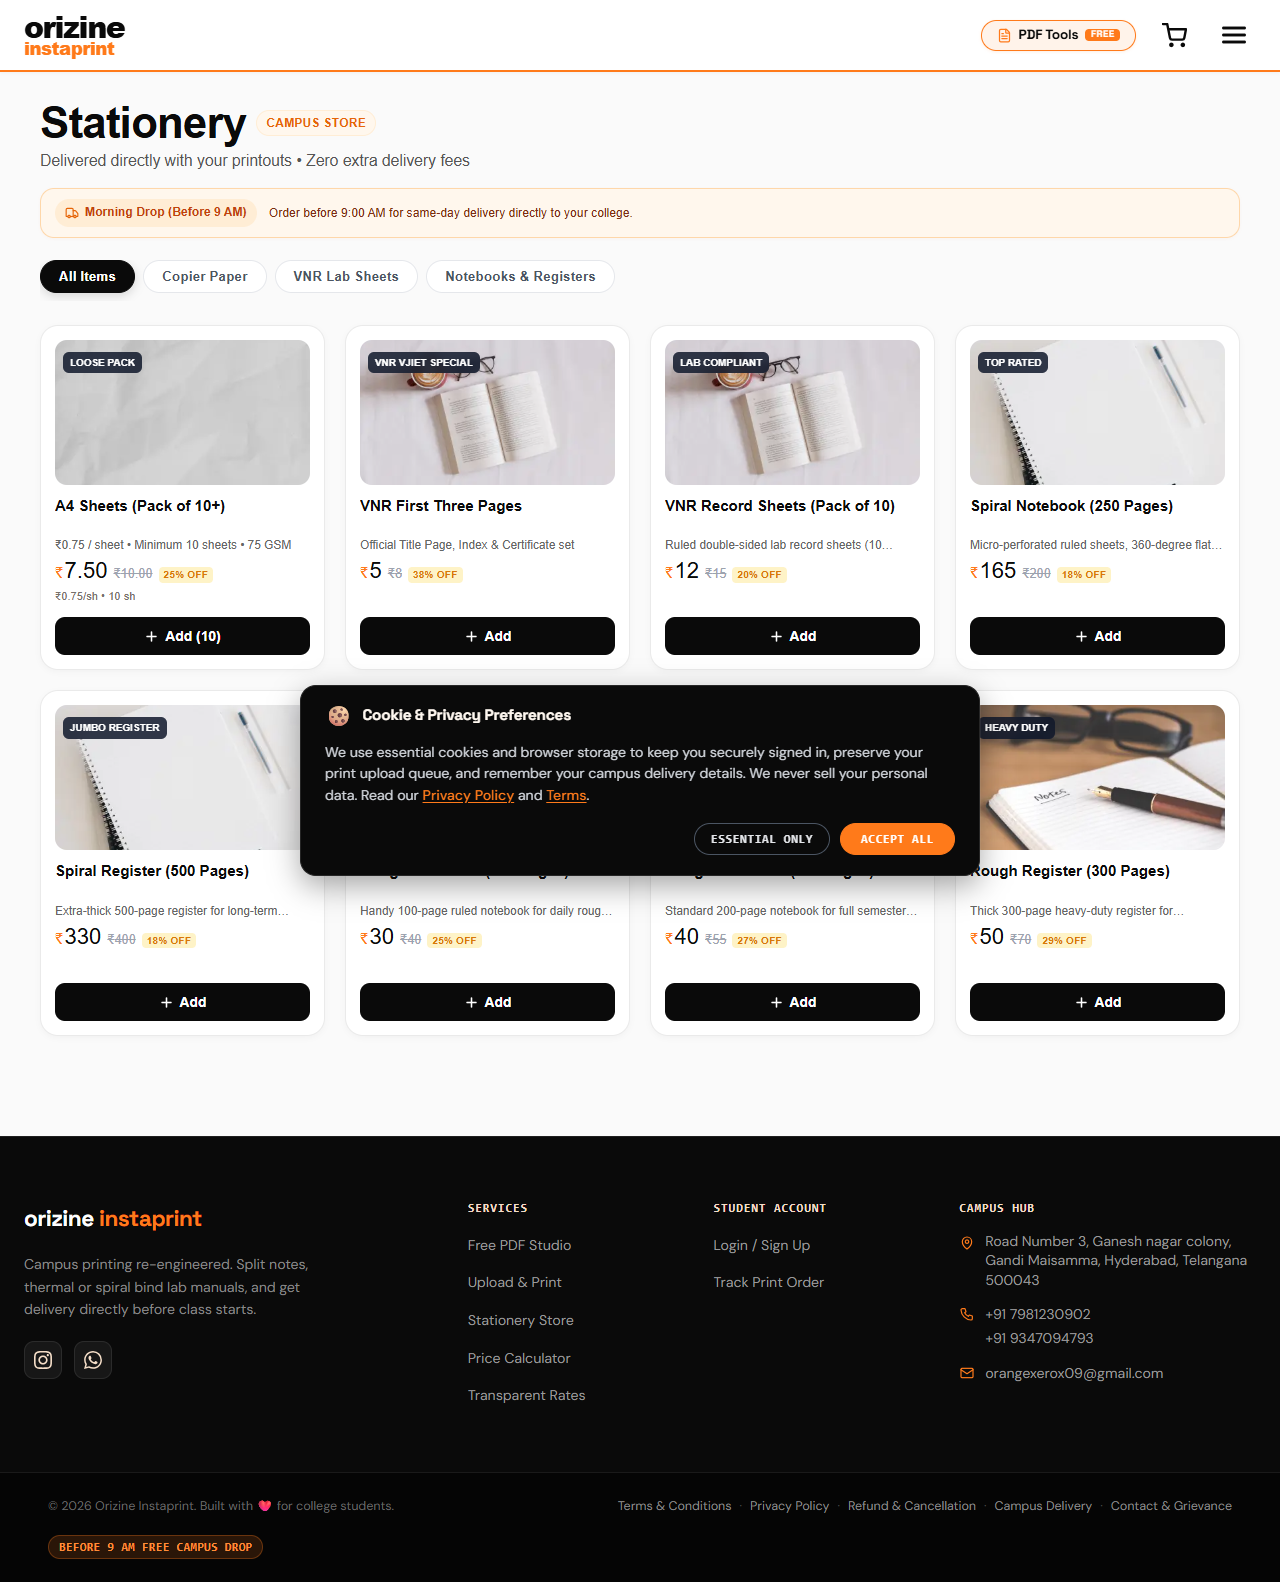 orizine
instaprint
PDF Tools FREE
Stationery CAMPUS STORE
Delivered directly with your printouts • Zero extra delivery fees
Morning Drop (Before 9 AM) Order before 9:00 AM for same-day delivery directly to your college.
All Items Copier Paper VNR Lab Sheets Notebooks & Registers
LOOSE PACK
A4 Sheets (Pack of 10+)
₹0.75 / sheet • Minimum 10 sheets • 75 GSM
₹7.50 ₹10.00 25% OFF
₹0.75/sh • 10 sh
+ Add (10)
VNR VJIET SPECIAL
VNR First Three Pages
Official Title Page, Index & Certificate set
₹5 ₹8 38% OFF
+ Add
LAB COMPLIANT
VNR Record Sheets (Pack of 10)
Ruled double-sided lab record sheets (10...
₹12 ₹15 20% OFF
+ Add
TOP RATED
Spiral Notebook (250 Pages)
Micro-perforated ruled sheets, 360-degree flat...
₹165 ₹200 18% OFF
+ Add
JUMBO REGISTER
Spiral Register (500 Pages)
Extra-thick 500-page register for long-term...
₹330 ₹400 18% OFF
+ Add
Handy 100-page ruled notebook for daily roug...
₹30 ₹40 25% OFF
+ Add
Standard 200-page notebook for full semester...
₹40 ₹55 27% OFF
+ Add
HEAVY DUTY
Notes
Rough Register (300 Pages)
Thick 300-page heavy-duty register for...
₹50 ₹70 29% OFF
+ Add
Cookie & Privacy Preferences
We use essential cookies and browser storage to keep you securely signed in, preserve your
print upload queue, and remember your campus delivery details. We never sell your personal
data. Read our Privacy Policy and Terms.
ESSENTIAL ONLY ACCEPT ALL
orizine instaprint
Campus printing re-engineered. Split notes,
thermal or spiral bind lab manuals, and get
delivery directly before class starts.
SERVICES
Free PDF Studio
Upload & Print
Stationery Store
Price Calculator
Transparent Rates
STUDENT ACCOUNT
Login / Sign Up
Track Print Order
CAMPUS HUB
Road Number 3, Ganesh nagar colony,
Gandi Maisamma, Hyderabad, Telangana
500043
+91 7981230902
+91 9347094793
orangexerox09@gmail.com
© 2026 Orizine Instaprint. Built with ❤️ for college students.
Terms & Conditions · Privacy Policy · Refund & Cancellation · Campus Delivery · Contact & Grievance
BEFORE 9 AM FREE CAMPUS DROP